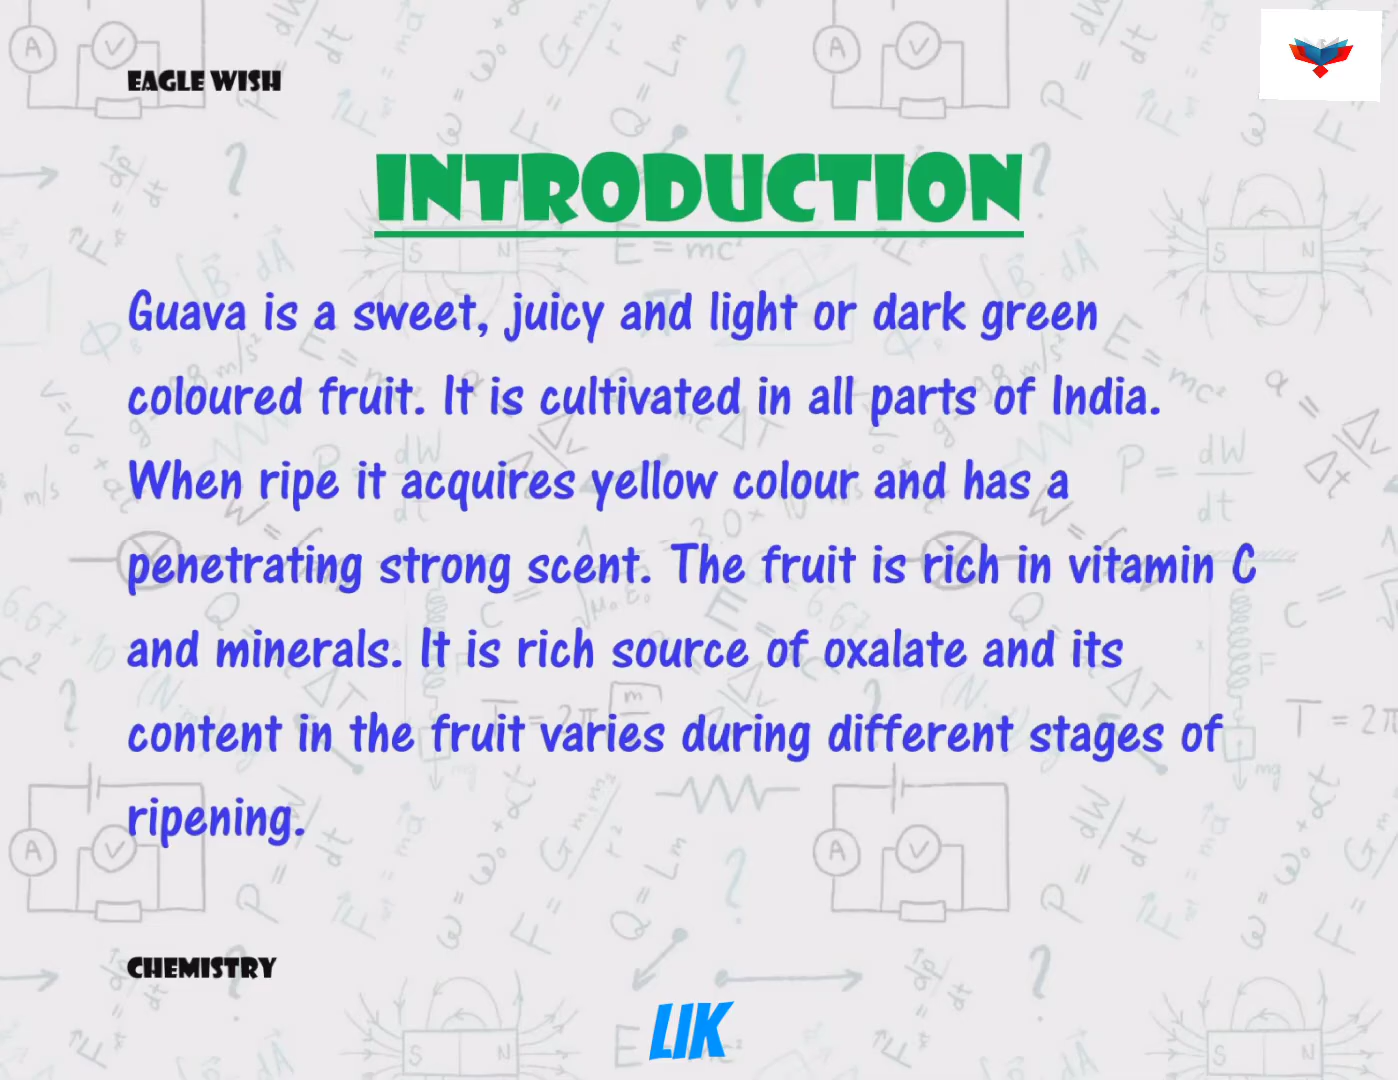 EAGLE WISH
INTRODUCTION
Guava is a sweet, juicy and light or dark green
coloured fruit. It is cultivated in all parts of India.
When ripe it acquires yellow colour and has a
penetrating strong scent. The fruit is rich in vitamin C
and minerals. It is rich source of oxalate and its
content in the fruit varies during different stages of
ripening.
CHEMISTRY
LIK